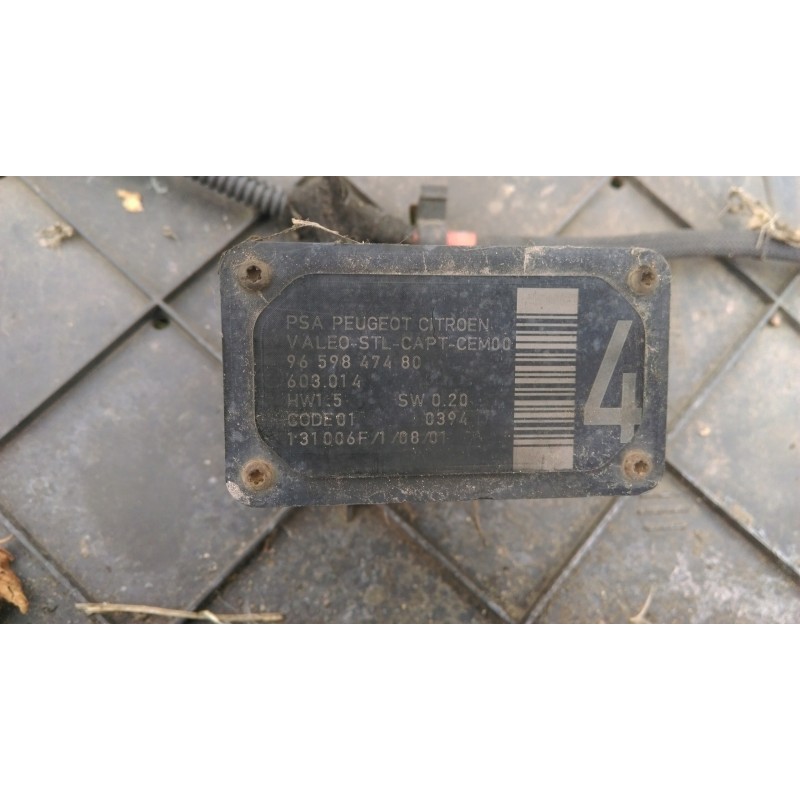 PSA PEUGEOT CITROEN
VALEO-STL-CAPT-CEM00
96 598 474 80
603.014
HW1.5 SW 0.20
CODE01 0394
131006F/1/08/01
4